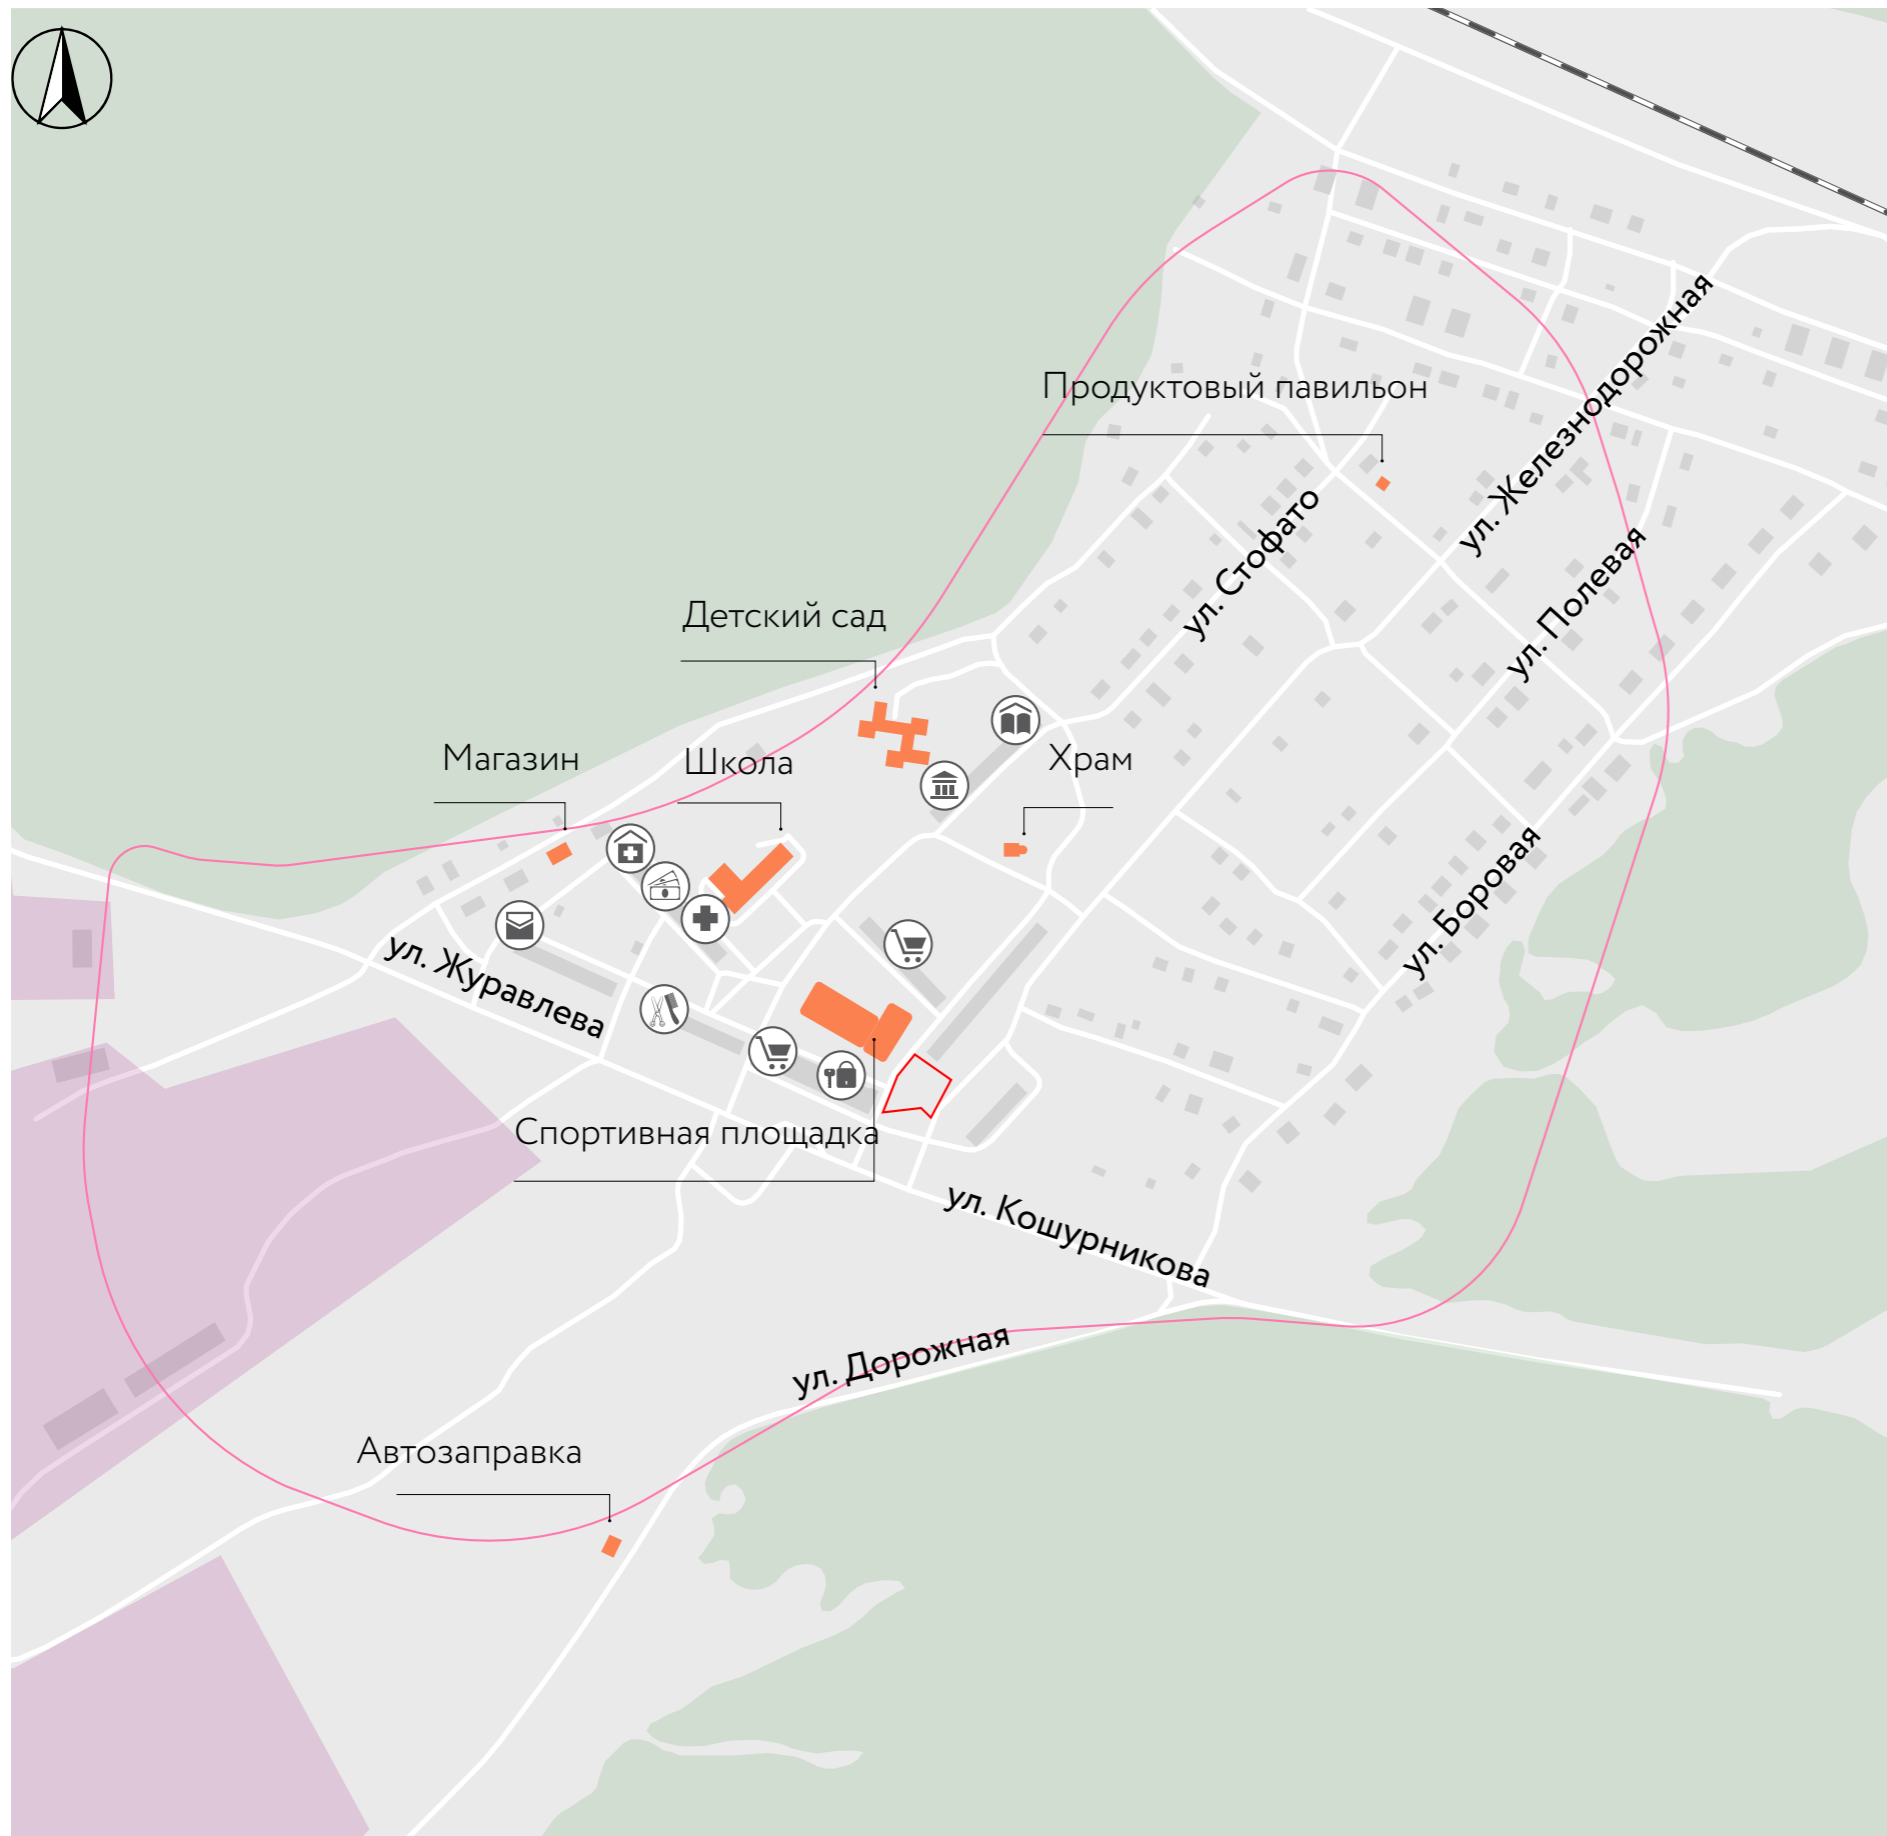 ул. Железнодорожная
Продуктовый павильон
ул. Стофато
ул. Полевая
Детский сад
Магазин
Школа
Храм
ул. Боровая
ул. Журавлева
Спортивная площадка
ул. Кошурникова
ул. Дорожная
Автозаправка